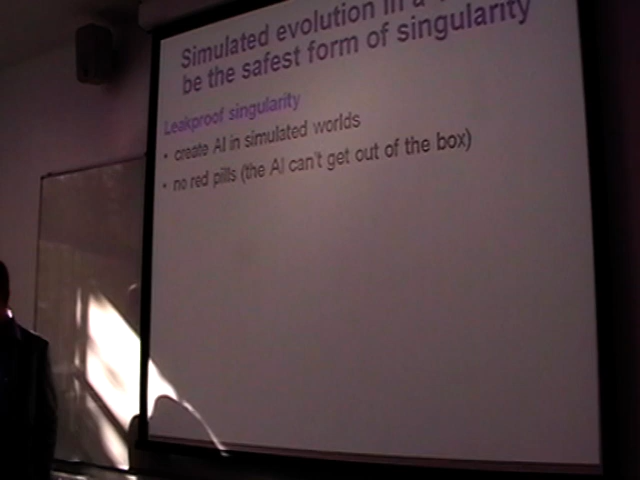 Simulated evolution in a
be the safest form of singularity
Leakproof singularity
• create AI in simulated worlds
• no red pills (the AI can't get out of the box)